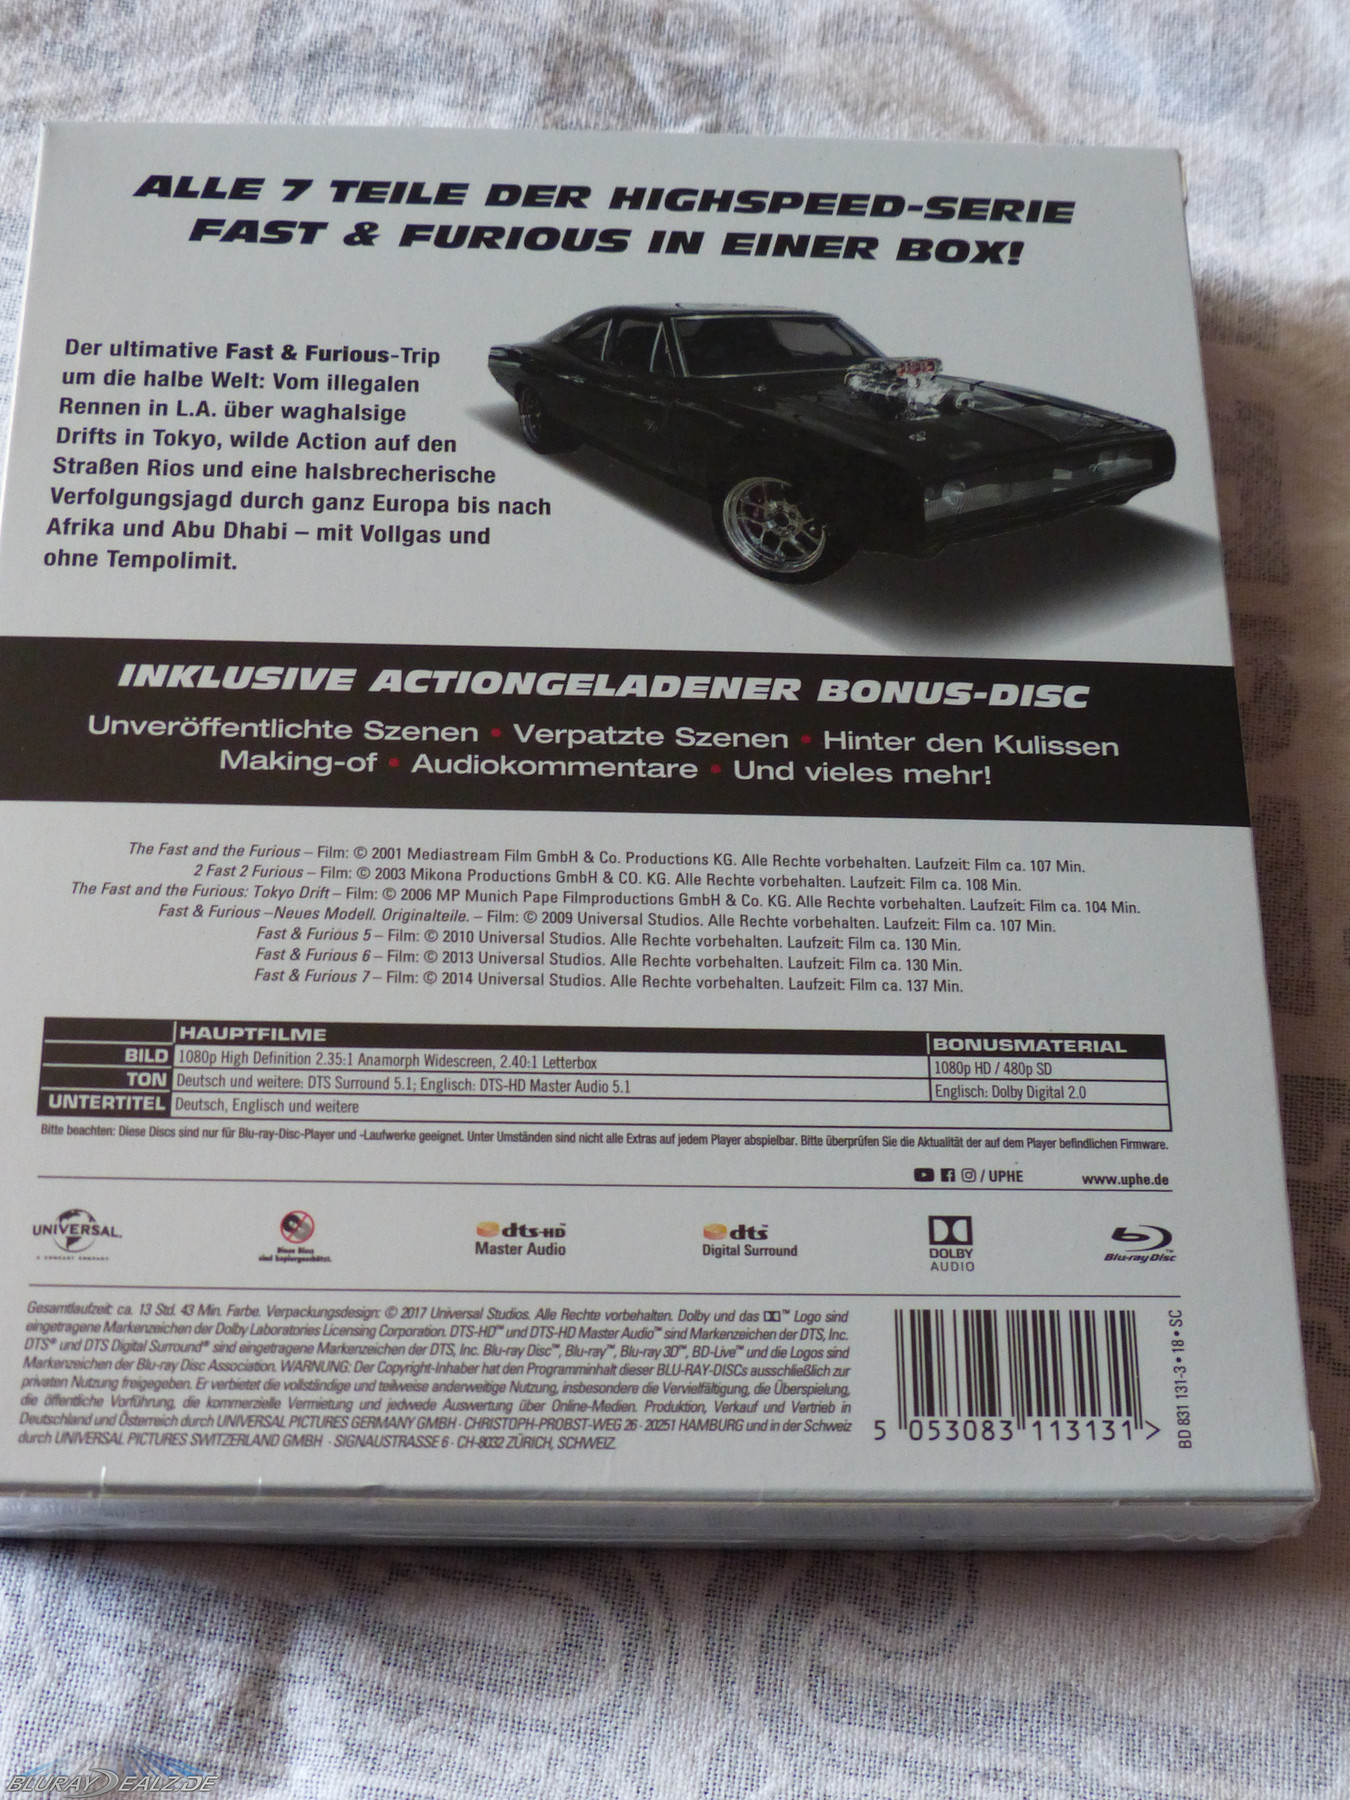 ALLE 7 TEILE DER HIGHSPEED-SERIE
FAST & FURIOUS IN EINER BOX!
Der ultimative Fast & Furious-Trip
um die halbe Welt: Vom illegalen
Rennen in L.A. über waghalsige
Drifts in Tokyo, wilde Action auf den
Straßen Rios und eine halsbrecherische
Verfolgungsjagd durch ganz Europa bis nach
Afrika und Abu Dhabi – mit Vollgas und
ohne Tempolimit.
INKLUSIVE ACTIONGELADENER BONUS-DISC
Unveröffentlichte Szenen • Verpatzte Szenen • Hinter den Kulissen
Making-of • Audiokommentare • Und vieles mehr!
The Fast and the Furious – Film: © 2001 Mediastream Film GmbH & Co. Productions KG. Alle Rechte vorbehalten. Laufzeit: Film ca. 107 Min.
2 Fast 2 Furious – Film: © 2003 Mikona Productions GmbH & CO. KG. Alle Rechte vorbehalten. Laufzeit: Film ca. 108 Min.
The Fast and the Furious: Tokyo Drift – Film: © 2006 MP Munich Pape Filmproductions GmbH & Co. KG. Alle Rechte vorbehalten. Laufzeit: Film ca. 104 Min.
Fast & Furious –Neues Modell. Originalteile. – Film: © 2009 Universal Studios. Alle Rechte vorbehalten. Laufzeit: Film ca. 107 Min.
Fast & Furious 5 – Film: © 2010 Universal Studios. Alle Rechte vorbehalten. Laufzeit: Film ca. 130 Min.
Fast & Furious 6 – Film: © 2013 Universal Studios. Alle Rechte vorbehalten. Laufzeit: Film ca. 130 Min.
Fast & Furious 7 – Film: © 2014 Universal Studios. Alle Rechte vorbehalten. Laufzeit: Film ca. 137 Min.
HAUPTFILME BONUSMATERIAL
BILD 1080p High Definition 2.35:1 Anamorph Widescreen, 2.40:1 Letterbox 1080p HD / 480p SD
TON Deutsch und weitere: DTS Surround 5.1; Englisch: DTS-HD Master Audio 5.1 Englisch: Dolby Digital 2.0
UNTERTITEL Deutsch, Englisch und weitere
Bitte beachten: Diese Discs sind nur für Blu-ray-Disc-Player und -Laufwerke geeignet. Unter Umständen sind nicht alle Extras auf jedem Player abspielbar. Bitte überprüfen Sie die Aktualität der auf dem Player befindlichen Firmware.
/ UPHE www.uphe.de
UNIVERSAL
A COMCAST COMPANY
Diese Discs
sind kopiergeschützt.
dts-HD™
Master Audio
dts™
Digital Surround
DOLBY
AUDIO
Blu-ray Disc™
Gesamtlaufzeit: ca. 13 Std. 43 Min. Farbe. Verpackungsdesign: © 2017 Universal Studios. Alle Rechte vorbehalten. Dolby und das ™ Logo sind
eingetragene Markenzeichen der Dolby Laboratories Licensing Corporation. DTS-HD™ und DTS-HD Master Audio™ sind Markenzeichen der DTS, Inc.
DTS® und DTS Digital Surround® sind eingetragene Markenzeichen der DTS, Inc. Blu-ray Disc™, Blu-ray™, Blu-ray 3D™, BD-Live™ und die Logos sind
Markenzeichen der Blu-ray Disc Association. WARNUNG: Der Copyright-Inhaber hat den Programminhalt dieser BLU-RAY-DISCs ausschließlich zur
privaten Nutzung freigegeben. Er verbietet die vollständige und teilweise anderweitige Nutzung, insbesondere die Vervielfältigung, die Überspielung,
die öffentliche Vorführung, die kommerzielle Vermietung und jedwede Auswertung über Online-Medien. Produktion, Verkauf und Vertrieb in
Deutschland und Österreich durch UNIVERSAL PICTURES GERMANY GMBH · CHRISTOPH-PROBST-WEG 26 · 20251 HAMBURG und in der Schweiz
durch UNIVERSAL PICTURES SWITZERLAND GMBH · SIGNAUSTRASSE 6 · CH-8032 ZÜRICH, SCHWEIZ.
5 053083 113131 >
BD 831 131-3 • 18 • SC
BLURAYDEALZ.DE